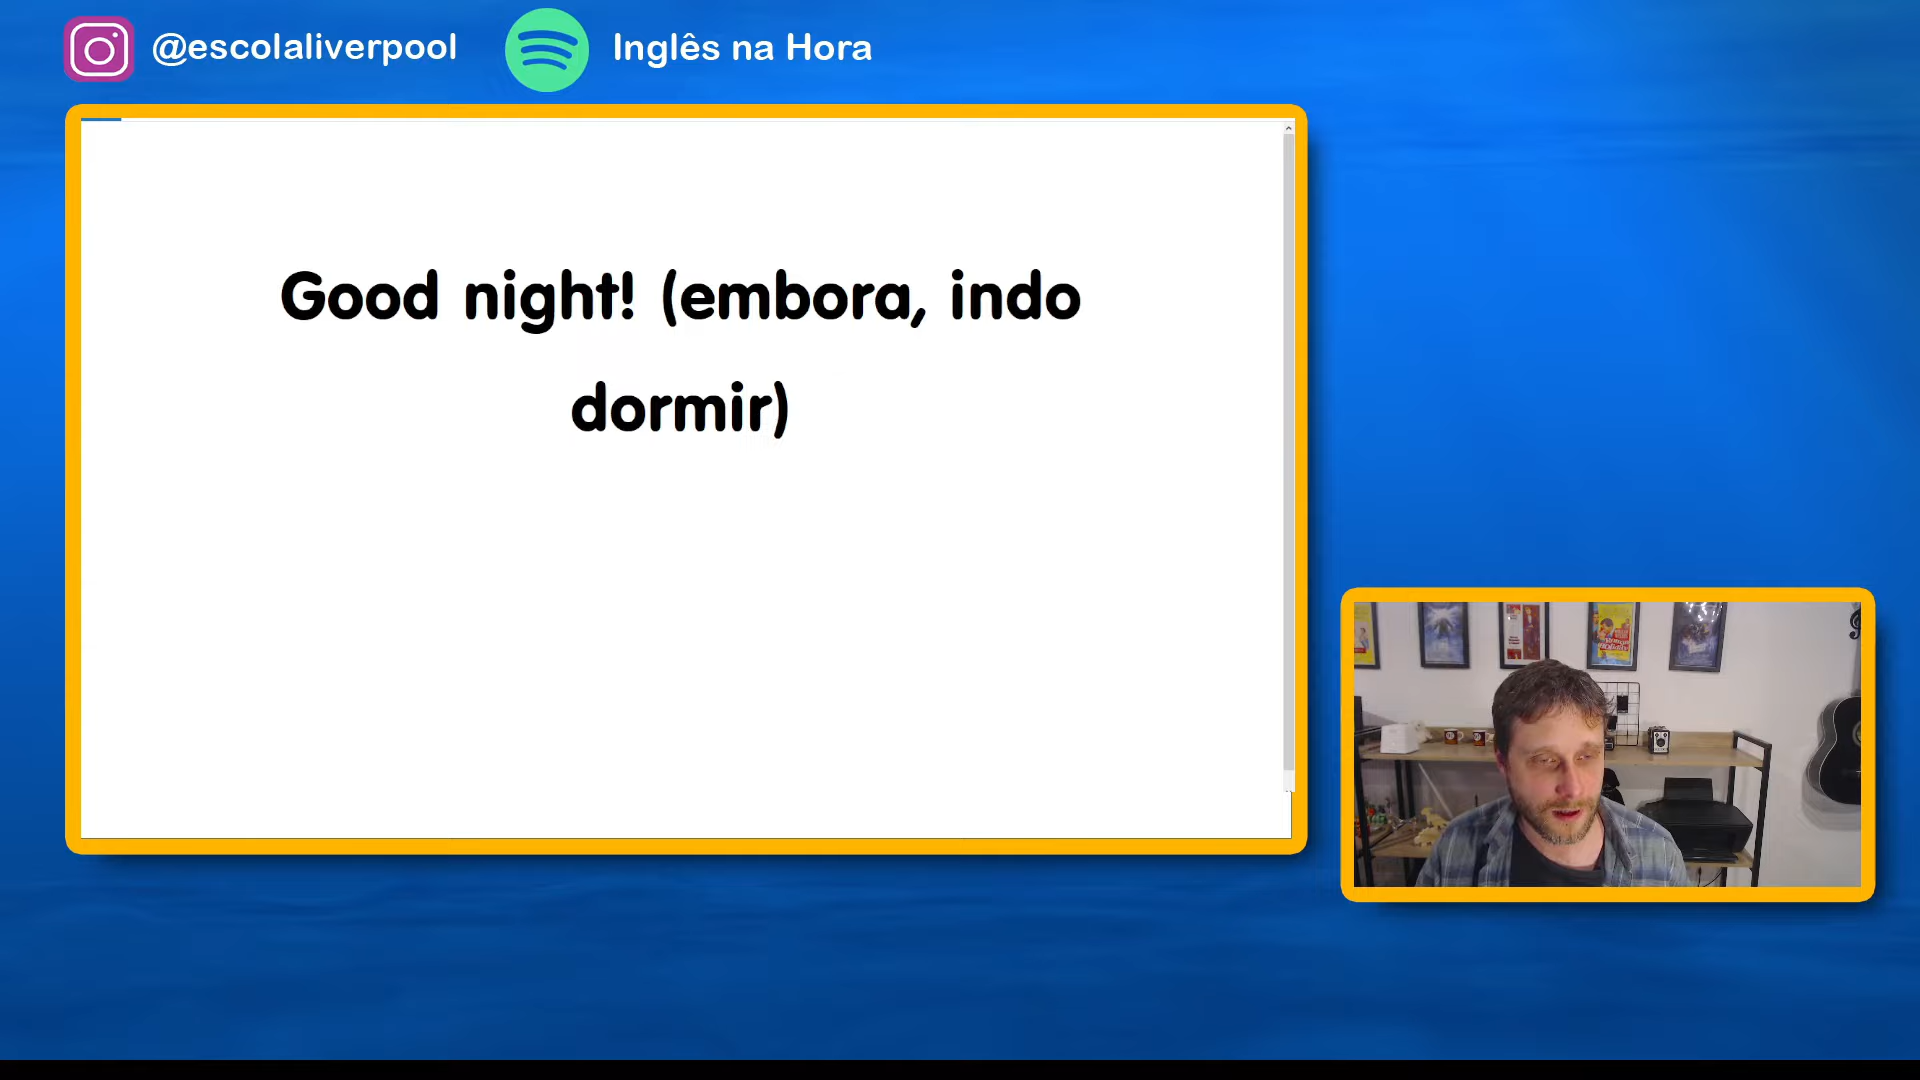 @escolaliverpool
Inglês na Hora
Good night! (embora, indo
dormir)